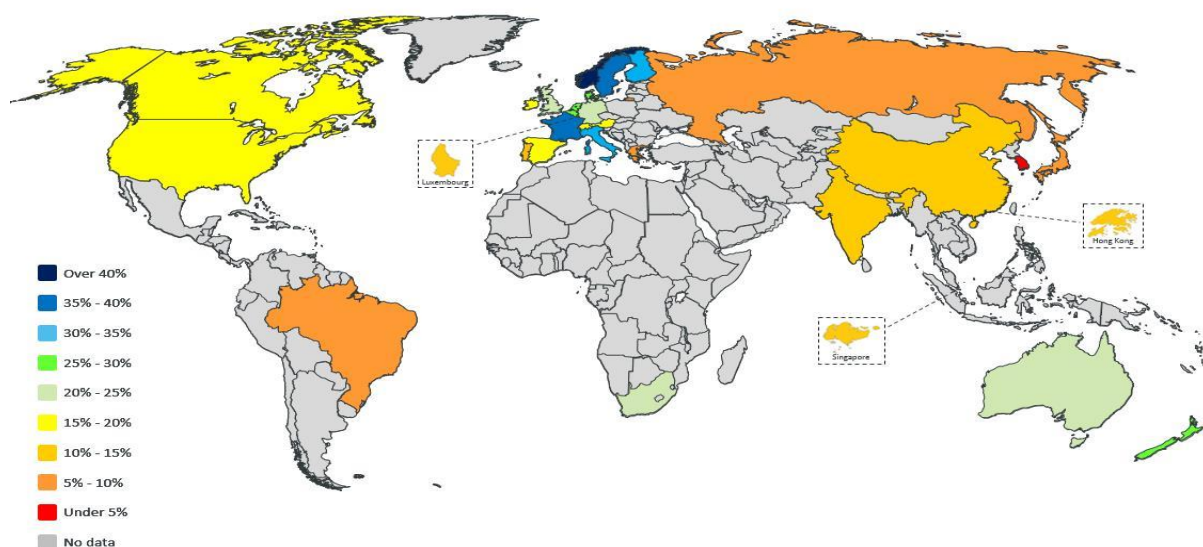 Luxembourg
Hong Kong
Singapore
Over 40%
35% - 40%
30% - 35%
25% - 30%
20% - 25%
15% - 20%
10% - 15%
5% - 10%
Under 5%
No data